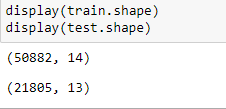 display(train.shape)
display(test.shape)
(50882, 14)
(21805, 13)